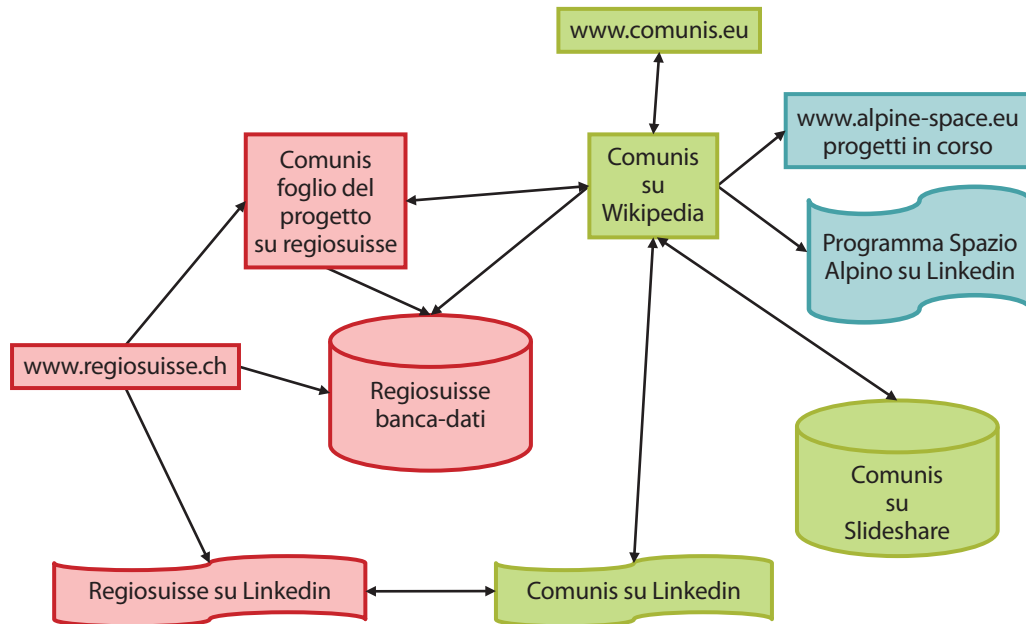 www.comunis.eu
www.alpine-space.eu
progetti in corso
Comunis
foglio del
progetto
su regiosuisse
Comunis
su
Wikipedia
Programma Spazio
Alpino su Linkedin
www.regiosuisse.ch
Regiosuisse
banca-dati
Comunis
su
Slideshare
Regiosuisse su Linkedin
Comunis su Linkedin